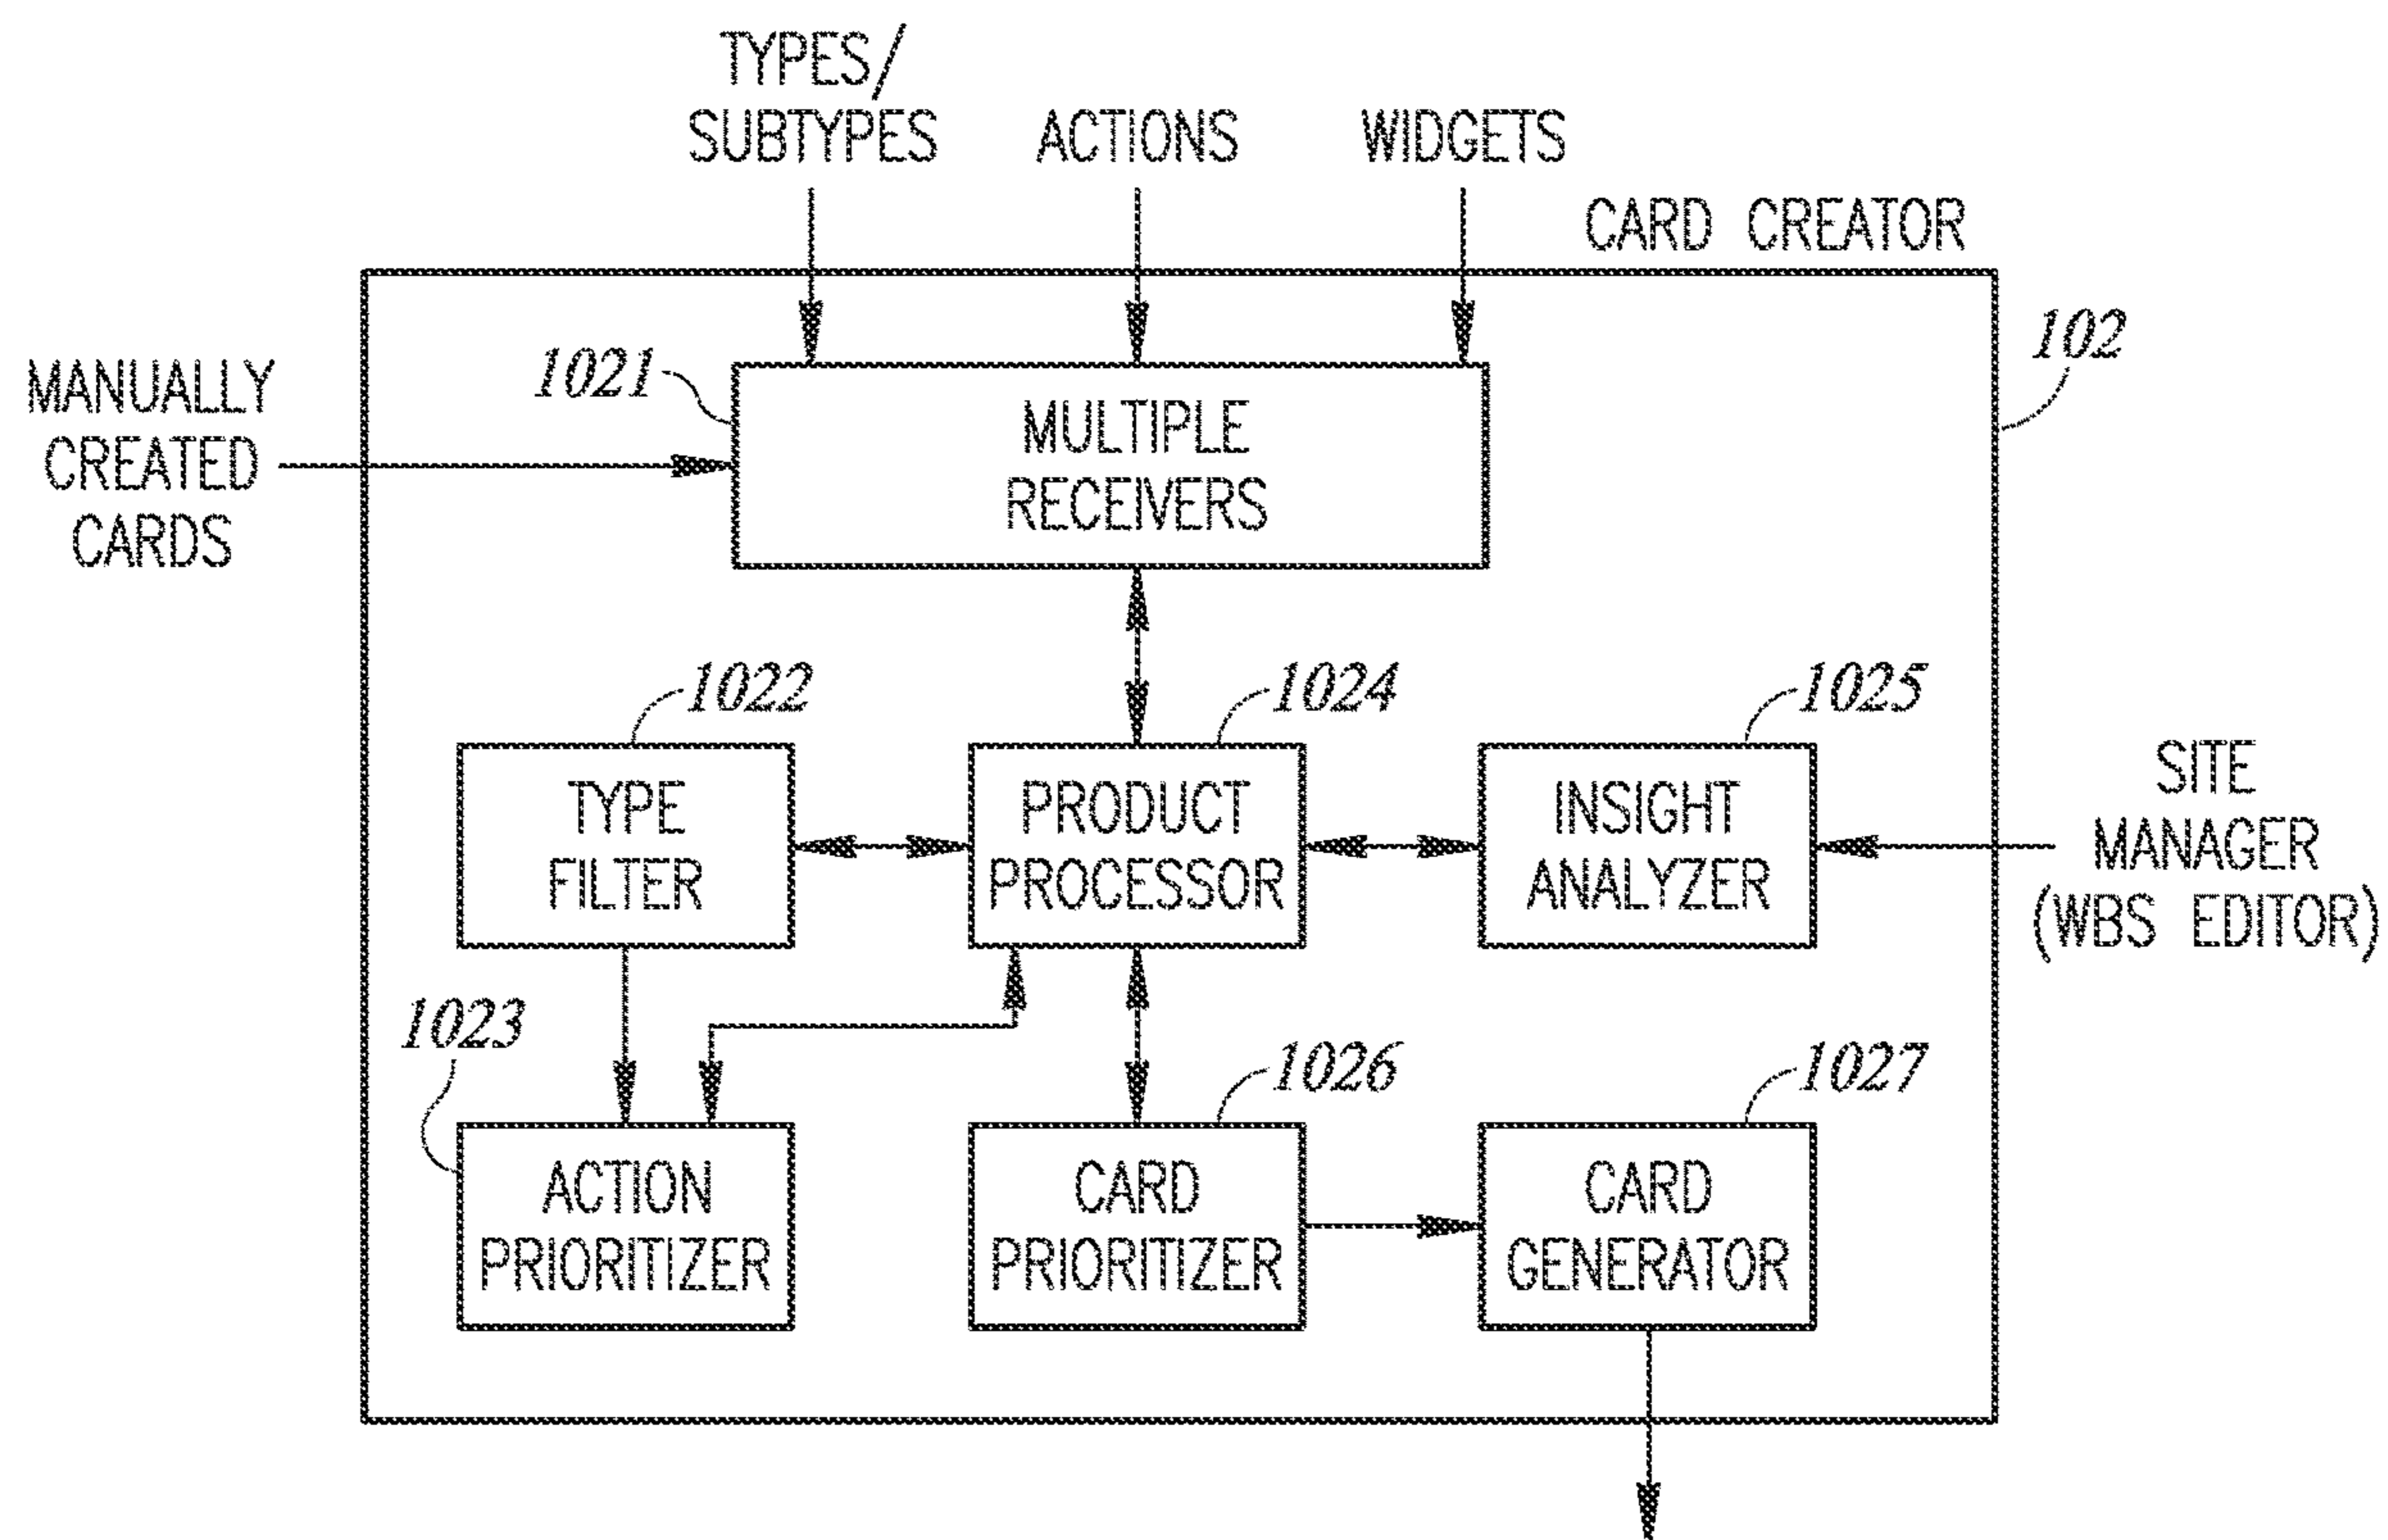 TYPES/
SUBTYPES
ACTIONS
WIDGETS
CARD CREATOR
102
MANUALLY
CREATED
CARDS
1021
MULTIPLE
RECEIVERS
1022
TYPE
FILTER
1024
PRODUCT
PROCESSOR
1025
INSIGHT
ANALYZER
SITE
MANAGER
(WBS EDITOR)
1023
ACTION
PRIORITIZER
1026
CARD
PRIORITIZER
1027
CARD
GENERATOR